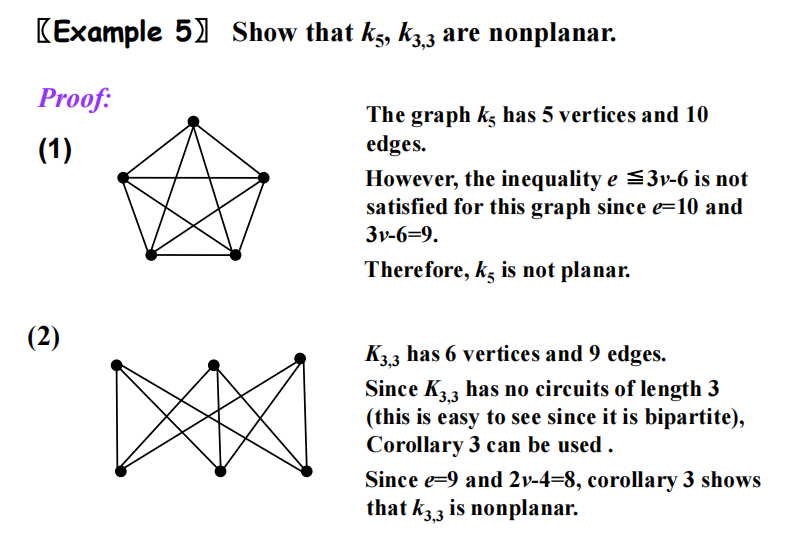 〖Example 5〗 Show that k5, k3,3 are nonplanar.
Proof:
(1)
The graph k5 has 5 vertices and 10
edges.
However, the inequality e ≦3v-6 is not
satisfied for this graph since e=10 and
3v-6=9.
Therefore, k5 is not planar.
(2)
K3,3 has 6 vertices and 9 edges.
Since K3,3 has no circuits of length 3
(this is easy to see since it is bipartite),
Corollary 3 can be used .
Since e=9 and 2v-4=8, corollary 3 shows
that k3,3 is nonplanar.